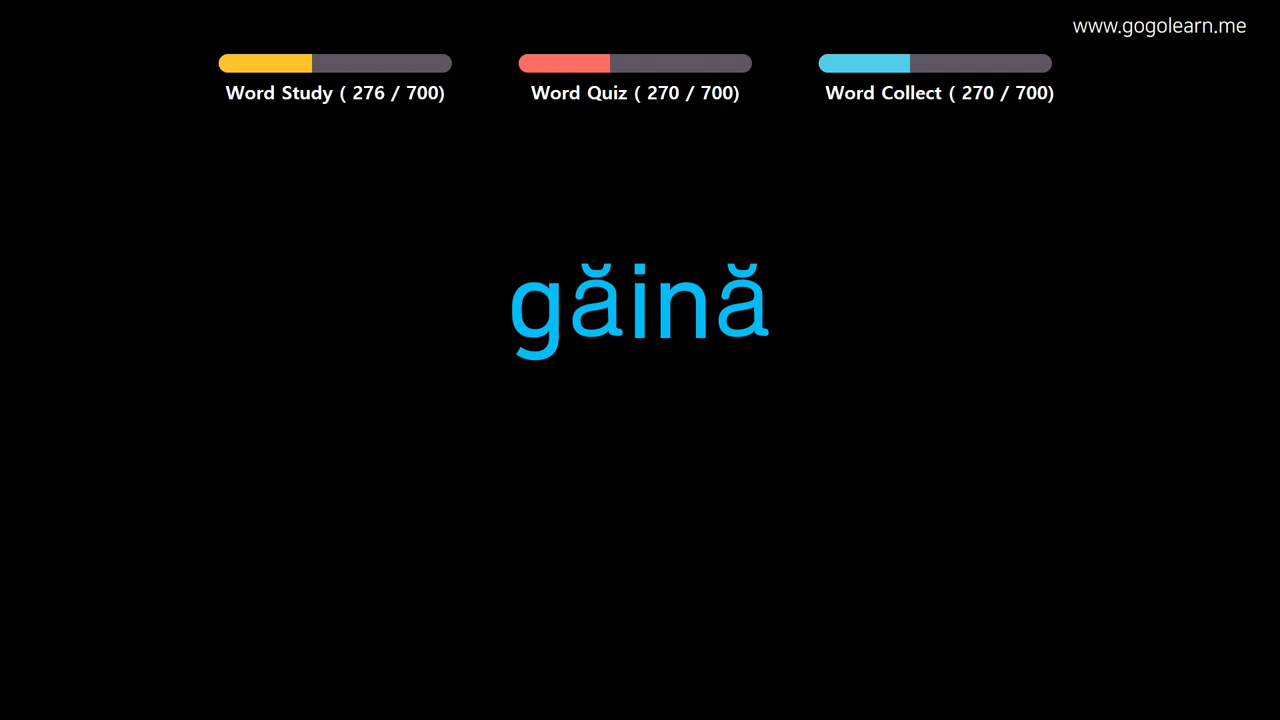 www.gogolearn.me
Word Study ( 276 / 700)
Word Quiz ( 270 / 700)
Word Collect ( 270 / 700)
găină